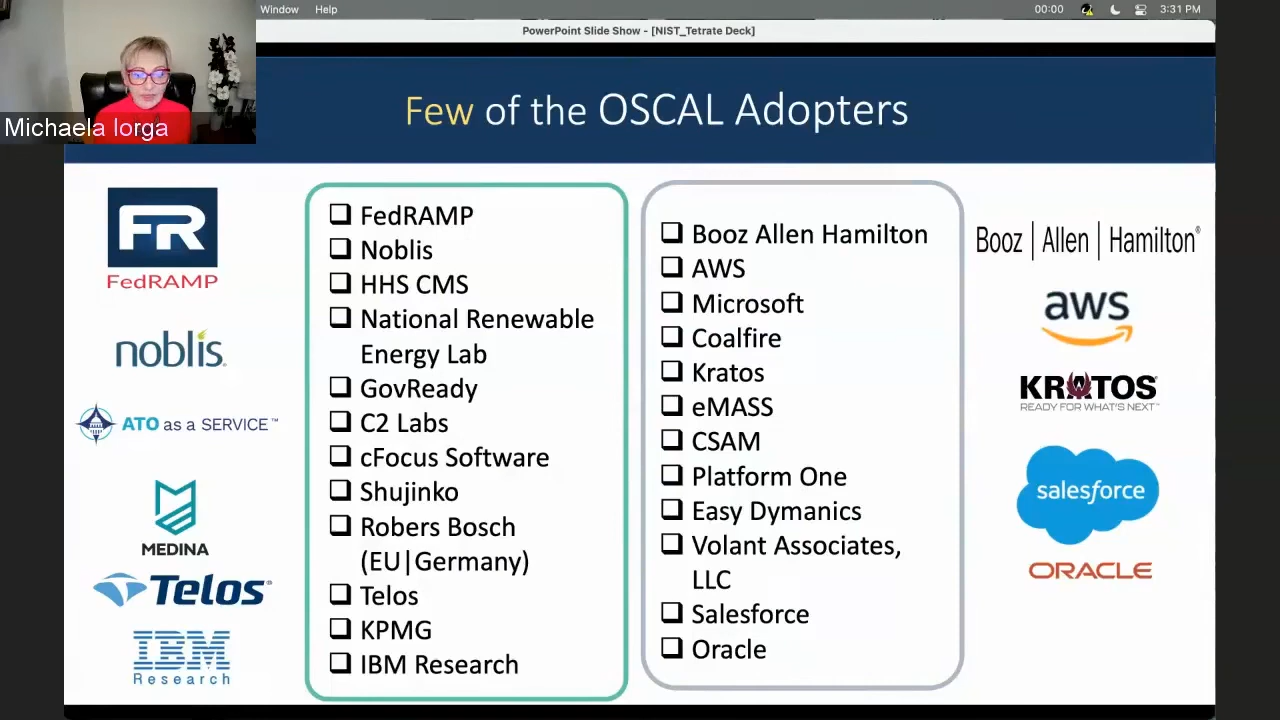 Window Help
00:00 3:31 PM
PowerPoint Slide Show - [NIST_Tetrate Deck]
Michaela Iorga
Few of the OSCAL Adopters
FR
FedRAMP
noblis
ATO as a SERVICE™
MEDINA
Telos®
IBM
Research
FedRAMP
Noblis
HHS CMS
National Renewable
Energy Lab
GovReady
C2 Labs
cFocus Software
Shujinko
Robers Bosch
(EU|Germany)
Telos
KPMG
IBM Research
Booz Allen Hamilton
AWS
Microsoft
Coalfire
Kratos
eMASS
CSAM
Platform One
Easy Dymanics
Volant Associates,
LLC
Salesforce
Oracle
Booz | Allen | Hamilton®
aws
KRATOS
READY FOR WHAT'S NEXT™
salesforce
ORACLE